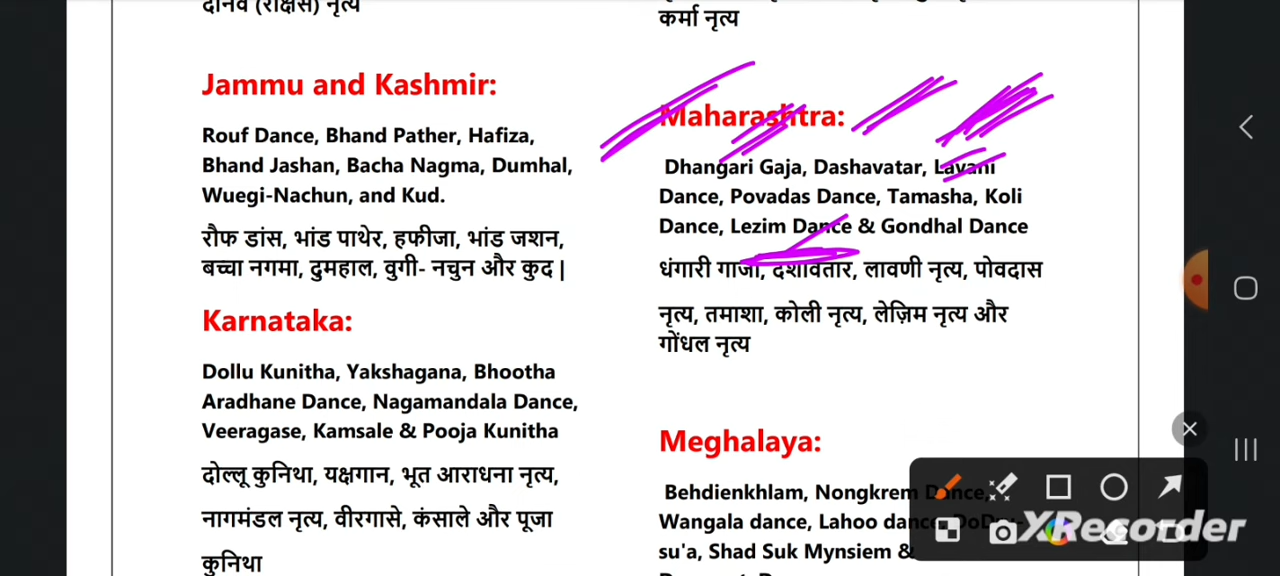 दानव (राक्षस) नृत्य
Jammu and Kashmir:
Rouf Dance, Bhand Pather, Hafiza,
Bhand Jashan, Bacha Nagma, Dumhal,
Wuegi-Nachun, and Kud.
रौफ डांस, भांड पाथेर, हफीजा, भांड जशन,
बच्चा नगमा, दुमहाल, वुगी- नचुन और कुद |
Karnataka:
Dollu Kunitha, Yakshagana, Bhootha
Aradhane Dance, Nagamandala Dance,
Veeragase, Kamsale & Pooja Kunitha
दोल्लू कुनिथा, यक्षगान, भूत आराधना नृत्य,
नागमंडल नृत्य, वीरगासे, कंसाले और पूजा
कुनिथा
कर्मा नृत्य
Maharashtra:
Dhangari Gaja, Dashavatar, Lavani
Dance, Povadas Dance, Tamasha, Koli
Dance, Lezim Dance & Gondhal Dance
धंगारी गाजा, दशावतार, लावणी नृत्य, पोवदास
नृत्य, तमाशा, कोली नृत्य, लेज़िम नृत्य और
गोंधल नृत्य
Meghalaya:
Behdienkhlam, Nongkrem Dance,
Wangala dance, Lahoo dance,
su'a, Shad Suk Mynsiem &
XRecorder